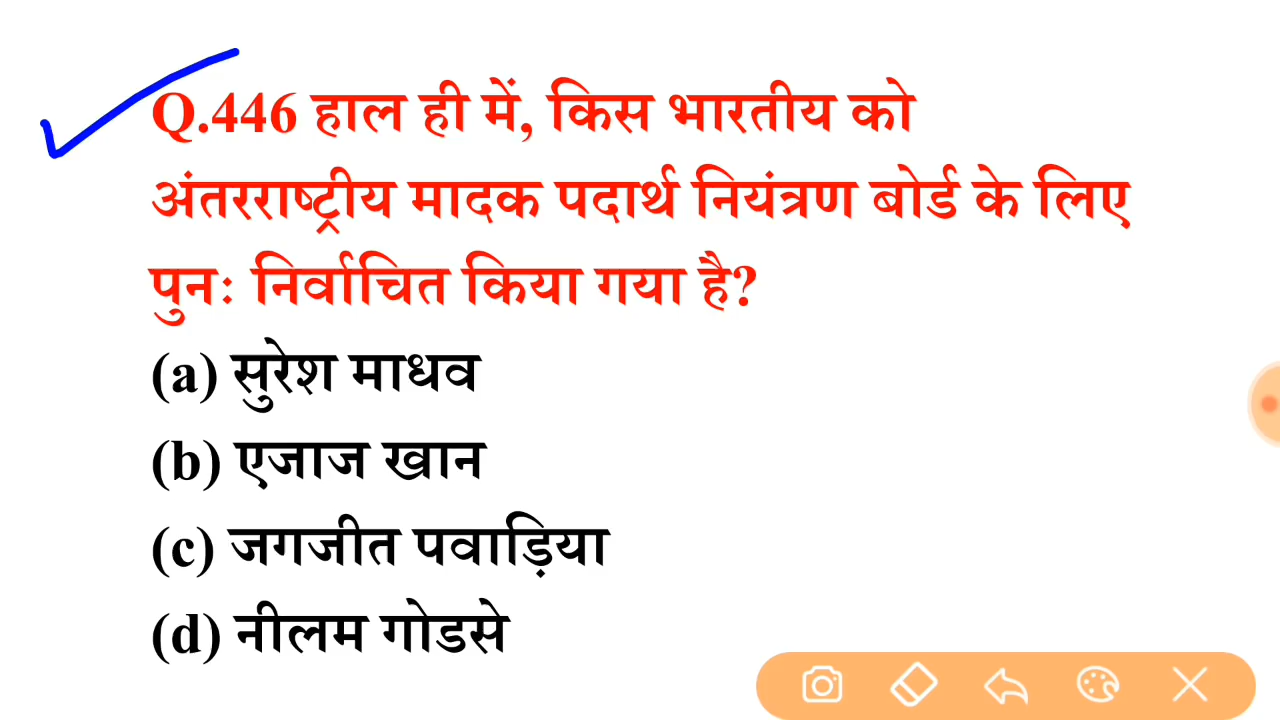 Q.446 हाल ही में, किस भारतीय को
अंतरराष्ट्रीय मादक पदार्थ नियंत्रण बोर्ड के लिए
पुनः निर्वाचित किया गया है?
(a) सुरेश माधव
(b) एजाज खान
(c) जगजीत पवाड़िया
(d) नीलम गोडसे